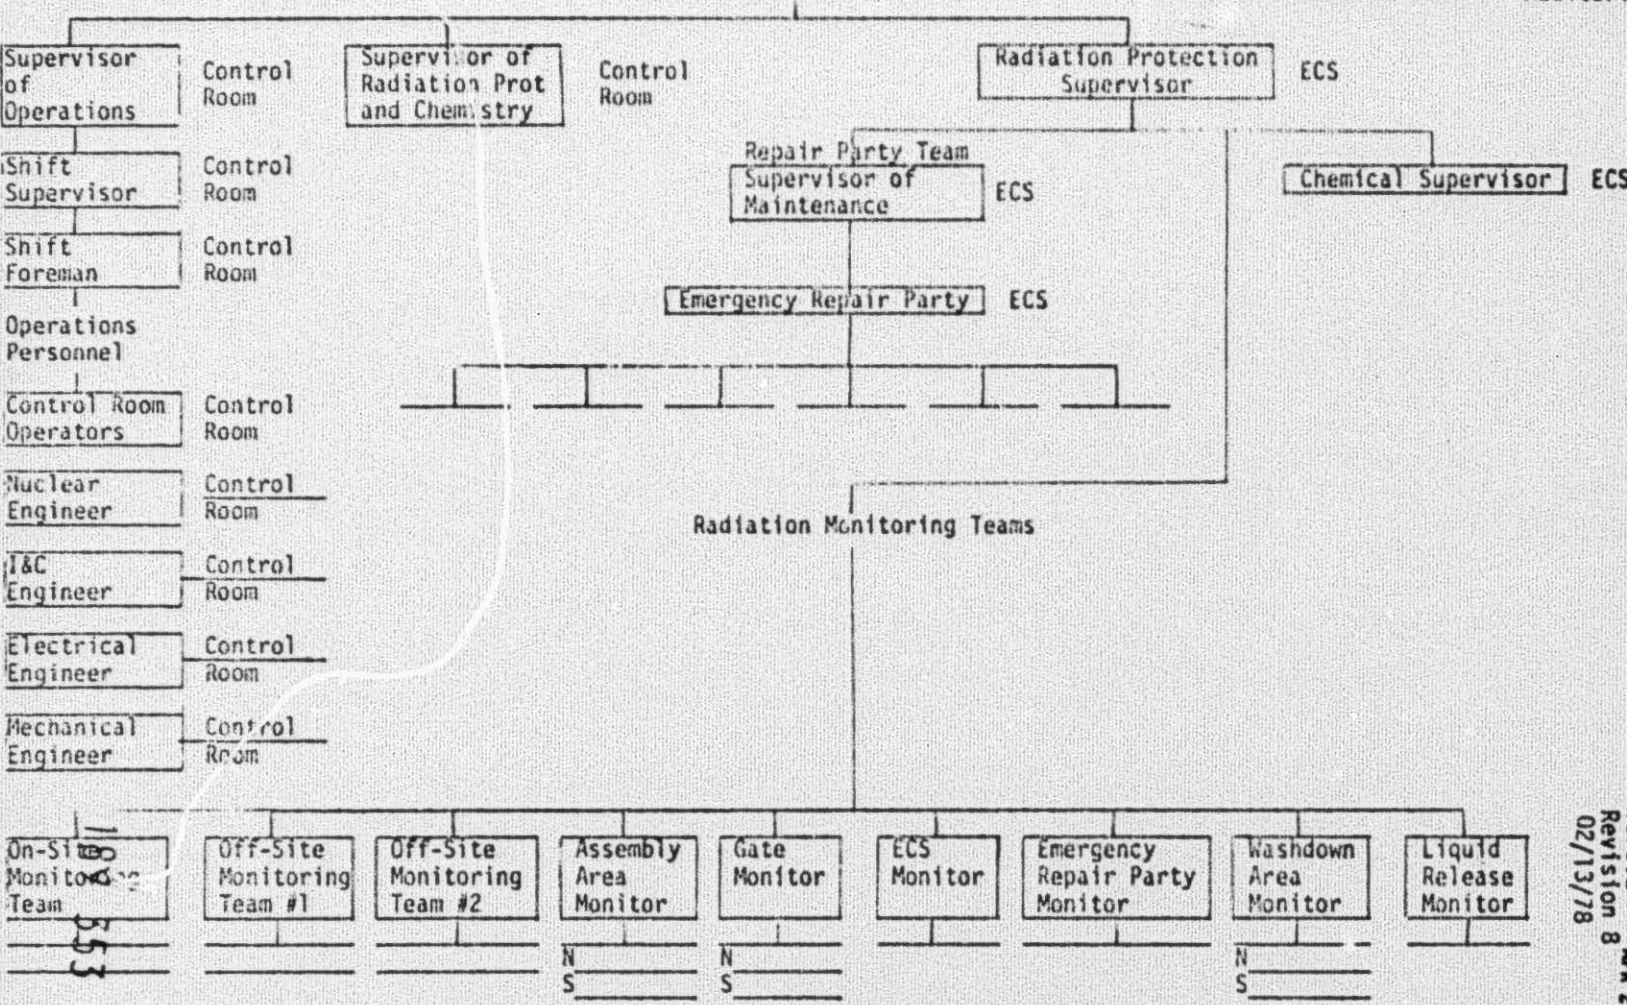 Supervisor
of
Operations
Control
Room
Supervisor of
Radiation Prot
and Chemistry
Control
Room
Radiation Protection
Supervisor
ECS
Shift
Supervisor
Control
Room
Repair Party Team
Supervisor of
Maintenance
ECS
Chemical Supervisor
ECS
Shift
Foreman
Control
Room
Emergency Repair Party
ECS
Operations
Personnel
Control Room
Operators
Control
Room
Nuclear
Engineer
Control
Room
Radiation Monitoring Teams
I&C
Engineer
Control
Room
Electrical
Engineer
Control
Room
Mechanical
Engineer
Control
Room
On-Site
Monitoring
Team
Off-Site
Monitoring
Team #1
Off-Site
Monitoring
Team #2
Assembly
Area
Monitor
N
S
Gate
Monitor
N
S
ECS
Monitor
Emergency
Repair Party
Monitor
Washdown
Area
Monitor
N
S
Liquid
Release
Monitor
Revision 8
02/13/78
353